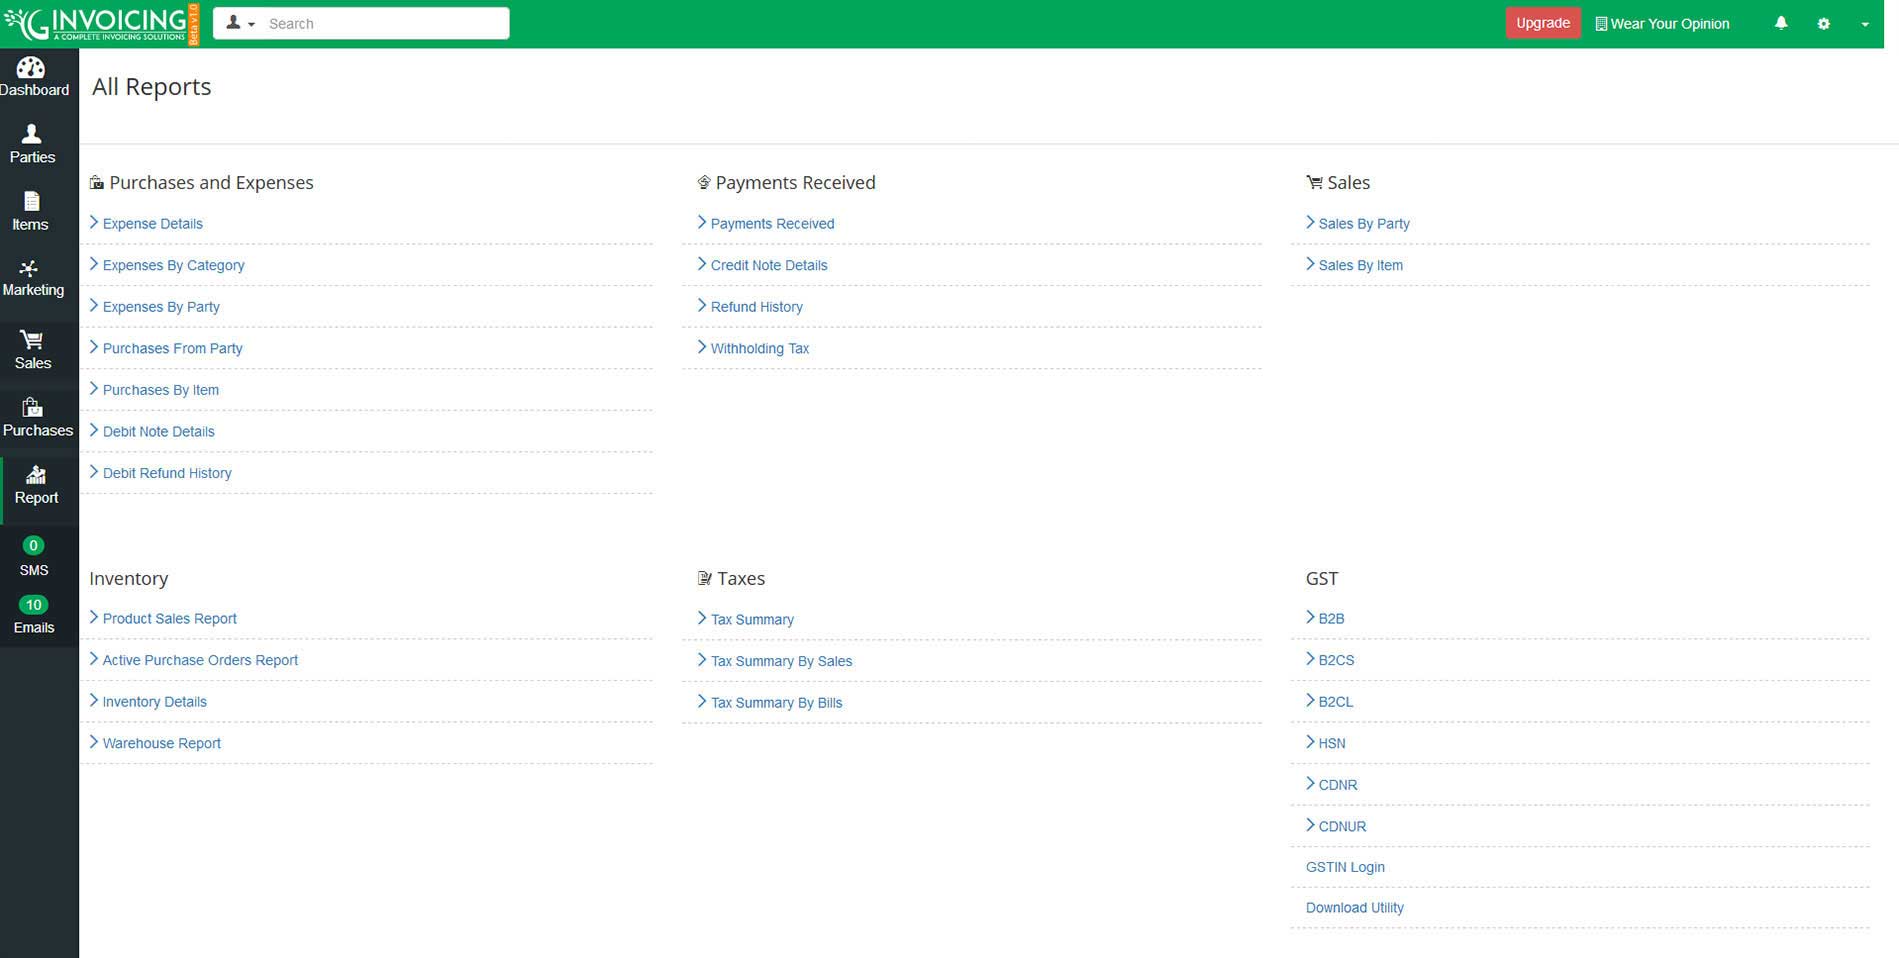 INVOICING
A COMPLETE INVOICING SOLUTIONS
Beta v1.0
Search
Upgrade
Wear Your Opinion
Dashboard
Parties
Items
Marketing
Sales
Purchases
Report
0
SMS
10
Emails
All Reports
Purchases and Expenses
Expense Details
Expenses By Category
Expenses By Party
Purchases From Party
Purchases By Item
Debit Note Details
Debit Refund History
Payments Received
Payments Received
Credit Note Details
Refund History
Withholding Tax
Sales
Sales By Party
Sales By Item
Inventory
Product Sales Report
Active Purchase Orders Report
Inventory Details
Warehouse Report
Taxes
Tax Summary
Tax Summary By Sales
Tax Summary By Bills
GST
B2B
B2CS
B2CL
HSN
CDNR
CDNUR
GSTIN Login
Download Utility